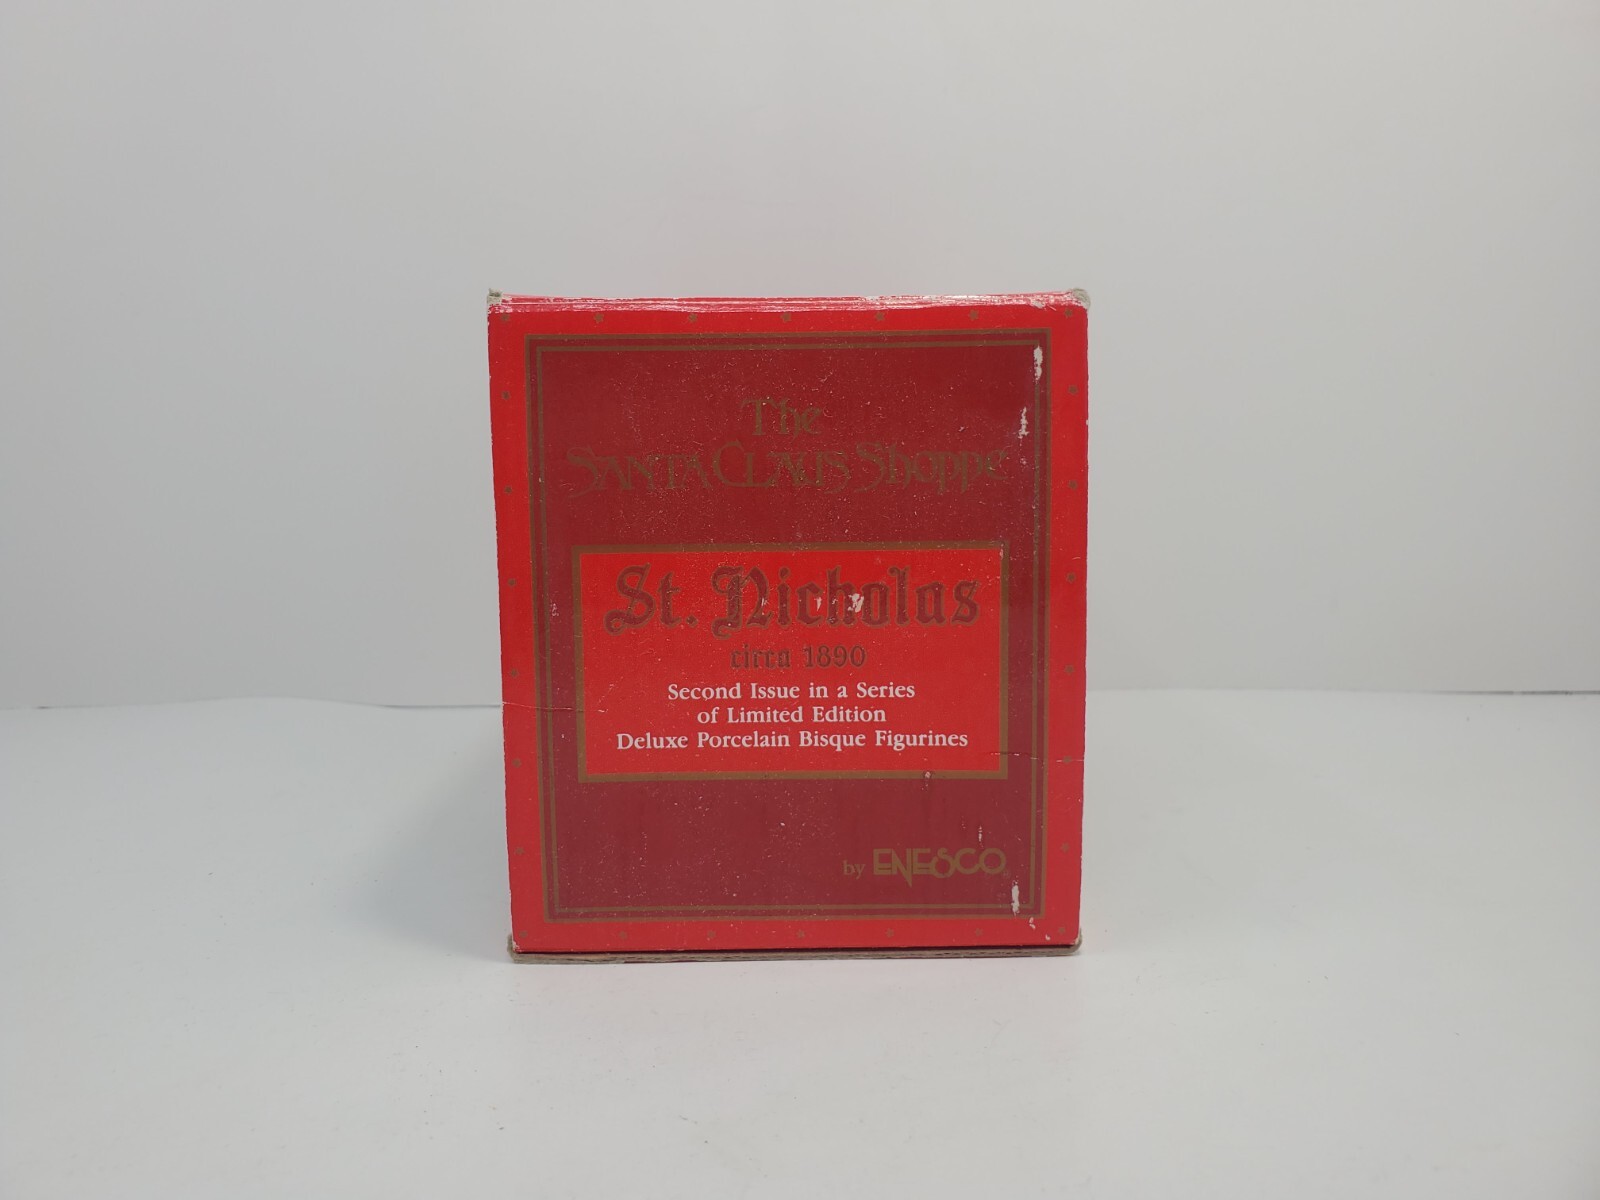 The
Santa Claus Shoppe
St. Nicholas
circa 1890
Second Issue in a Series
of Limited Edition
Deluxe Porcelain Bisque Figurines
by ENESCO®